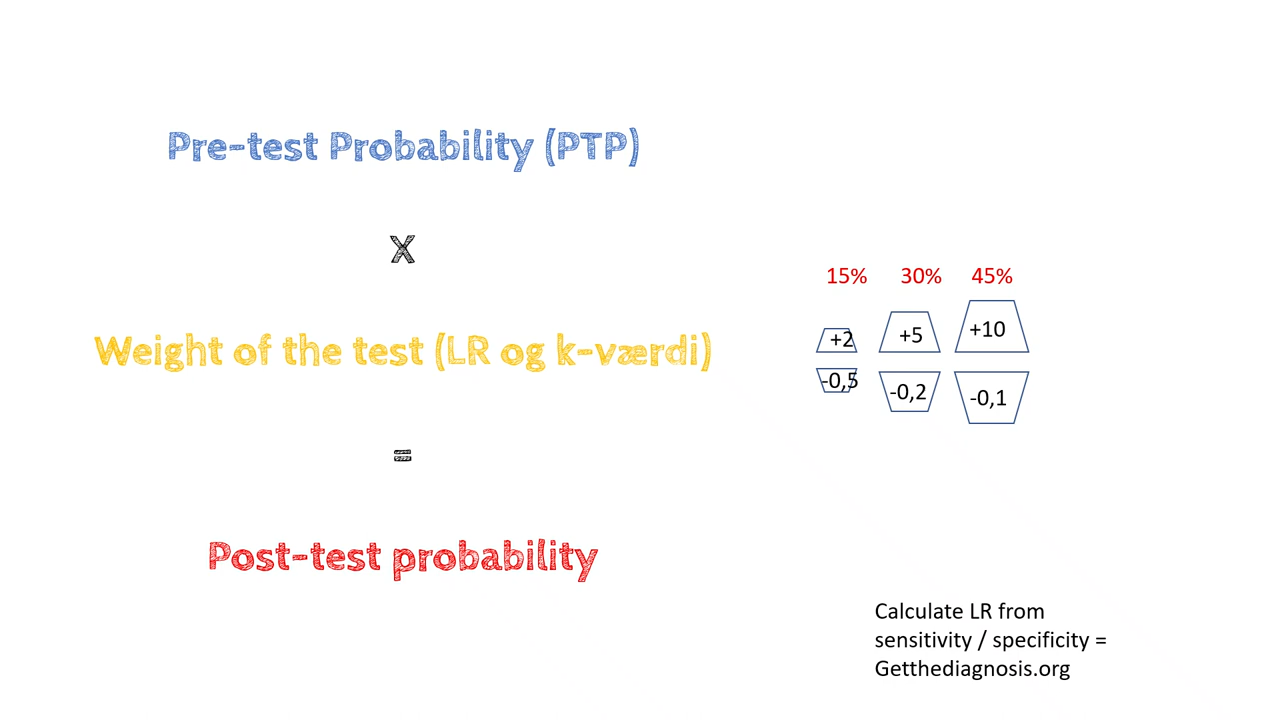 Pre-test Probability (PTP)
X
Weight of the test (LR og k-værdi)
=
Post-test probability
15% 30% 45%
+2 +5 +10
-0,5 -0,2 -0,1
Calculate LR from
sensitivity / specificity =
Getthediagnosis.org